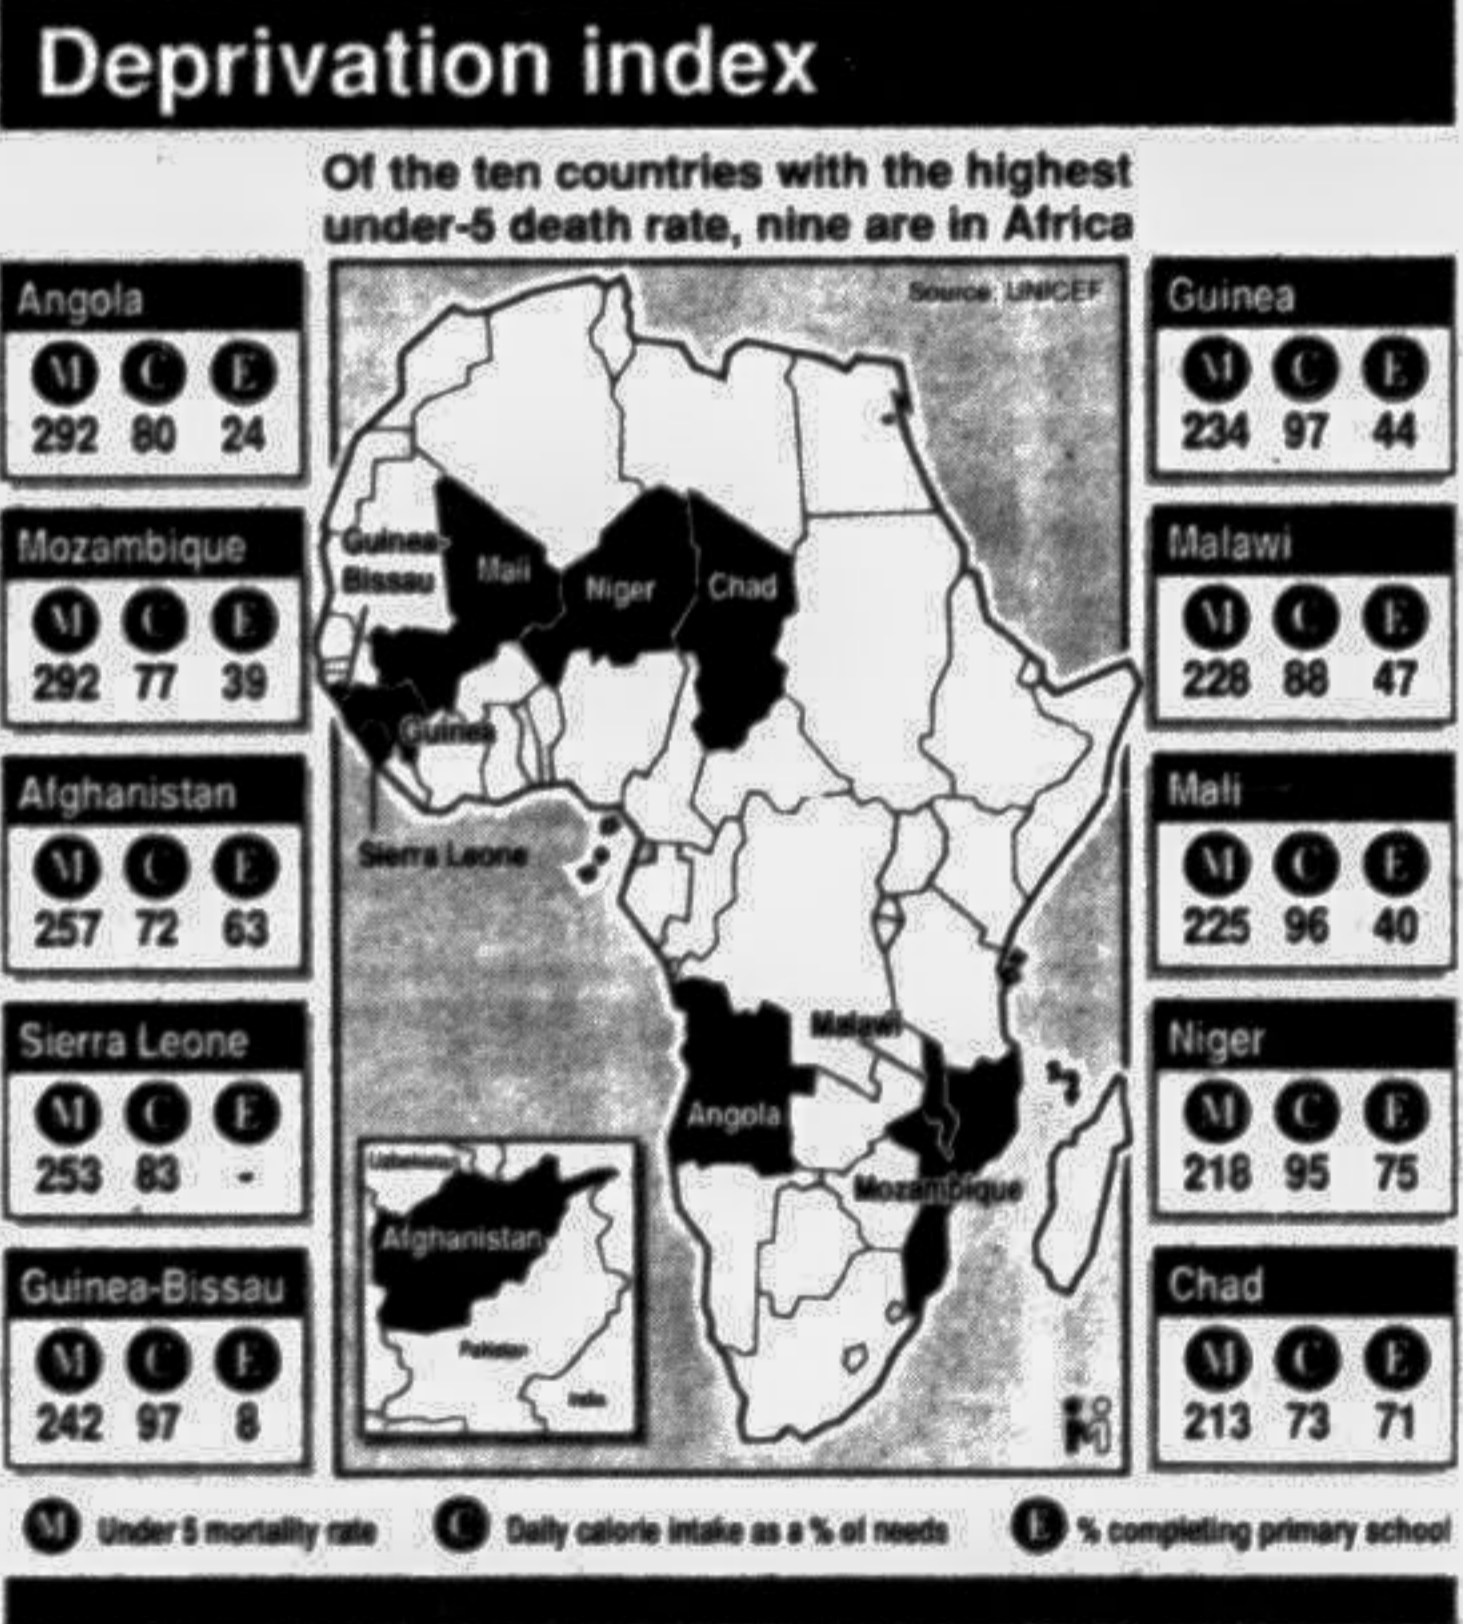 Deprivation index
Of the ten countries with the highest
under-5 death rate, nine are in Africa
Angola
M C E
292 80 24
Mozambique
M C E
292 77 39
Afghanistan
M C E
257 72 63
Sierra Leone
M C E
253 83 -
Guinea-Bissau
M C E
242 97 8
Source: UNICEF
Guinea-
Bissau
Mali
Niger
Chad
Guinea
Sierra Leone
Malawi
Angola
Mozambique
Uzbekistan
Afghanistan
Pakistan
India
Guinea
M C E
234 97 44
Malawi
M C E
228 88 47
Mali
M C E
225 96 40
Niger
M C E
218 95 75
Chad
M C E
213 73 71
M Under 5 mortality rate
C Daily calorie intake as a % of needs
E % completing primary school